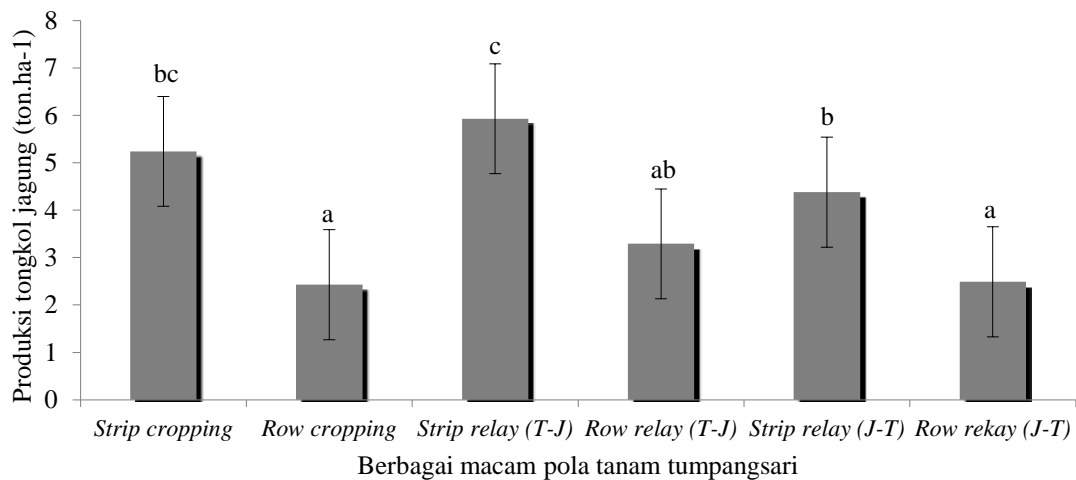 Produksi tongkol jagung (ton.ha-1)
8
7
6
5
4
3
2
1
0
bc
a
c
ab
b
a
Strip cropping
Row cropping
Strip relay (T-J)
Row relay (T-J)
Strip relay (J-T)
Row rekay (J-T)
Berbagai macam pola tanam tumpangsari